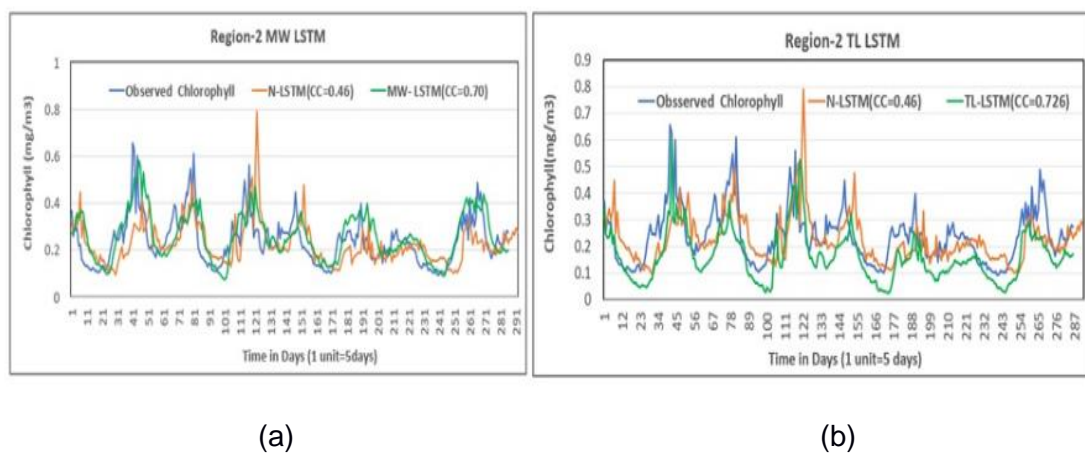 Region-2 MW LSTM
1
Observed Chlorophyll N-LSTM(CC=0.46) MW- LSTM(CC=0.70)
0.8
0.6
0.4
0.2
0
Chlorophyll (mg/m3)
1 11 21 31 41 51 61 71 81 91 101 111 121 131 141 151 161 171 181 191 201 211 221 231 241 251 261 271 281 291
Time in Days (1 unit=5days)
(a)
Region-2 TL LSTM
0.9
0.8
Obsserved Chlorophyll N-LSTM(CC=0.46) TL-LSTM(CC=0.726)
0.7
0.6
0.5
0.4
0.3
0.2
0.1
0
Chlorophyll(mg/m3)
1 12 23 34 45 56 67 78 89 100 111 122 133 144 155 166 177 188 199 210 221 232 243 254 265 276 287
Time in Days (1 unit=5 days)
(b)